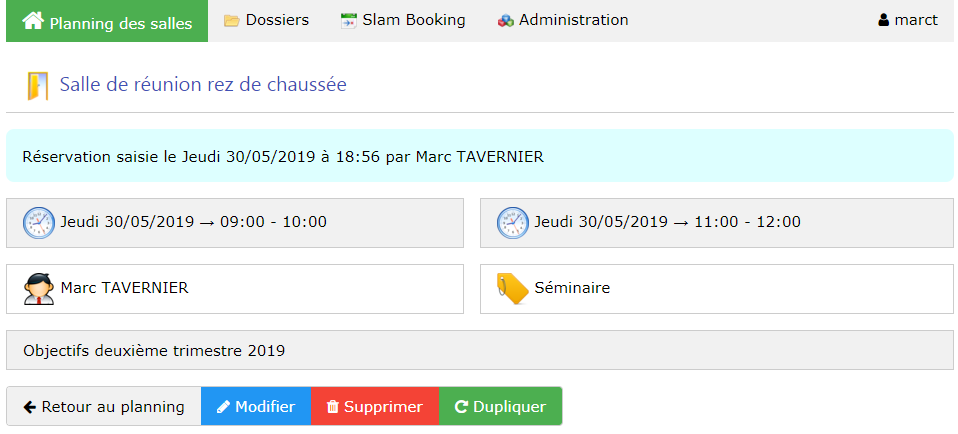 Planning des salles Dossiers Slam Booking Administration marct
Salle de réunion rez de chaussée
Réservation saisie le Jeudi 30/05/2019 à 18:56 par Marc TAVERNIER
Jeudi 30/05/2019 → 09:00 - 10:00
Jeudi 30/05/2019 → 11:00 - 12:00
Marc TAVERNIER
Séminaire
Objectifs deuxième trimestre 2019
Retour au planning Modifier Supprimer Dupliquer